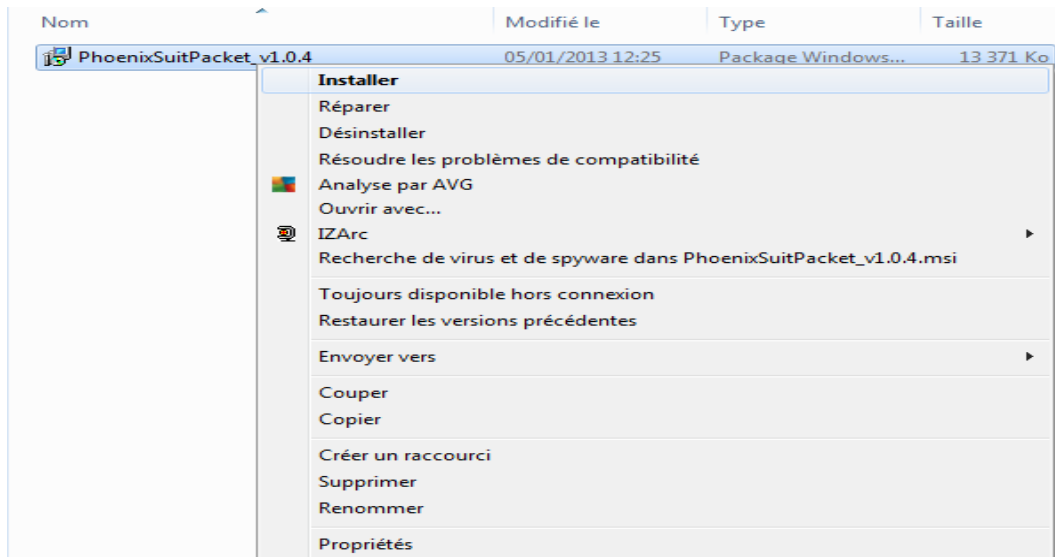 Nom Modifié le Type Taille
PhoenixSuitPacket_v1.0.4 05/01/2013 12:25 Package Windows... 13 371 Ko
Installer
Réparer
Désinstaller
Résoudre les problèmes de compatibilité
Analyse par AVG
Ouvrir avec...
IZArc
Recherche de virus et de spyware dans PhoenixSuitPacket_v1.0.4.msi
Toujours disponible hors connexion
Restaurer les versions précédentes
Envoyer vers
Couper
Copier
Créer un raccourci
Supprimer
Renommer
Propriétés